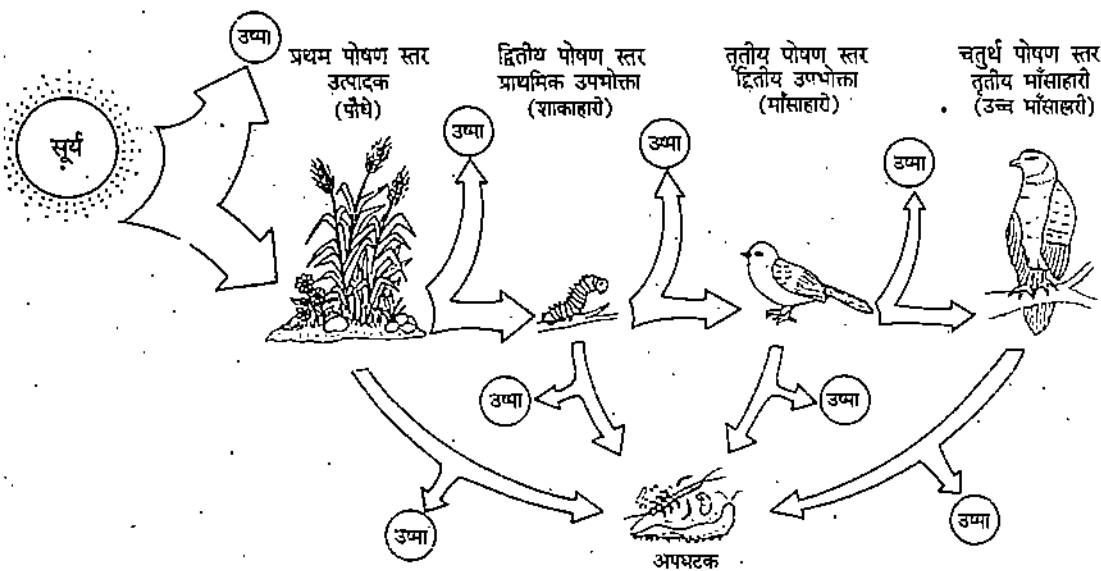 उष्मा
प्रथम पोषण स्तर
उत्पादक
(पौधे)
द्वितीय पोषण स्तर
प्राथमिक उपभोक्ता
(शाकाहारी)
तृतीय पोषण स्तर
द्वितीय उपभोक्ता
(माँसाहारी)
चतुर्थ पोषण स्तर
तृतीय माँसाहारी
(उच्च माँसाहारी)
सूर्य
उष्मा
उष्मा
उष्मा
उष्मा
उष्मा
उष्मा
उष्मा
अपघटक